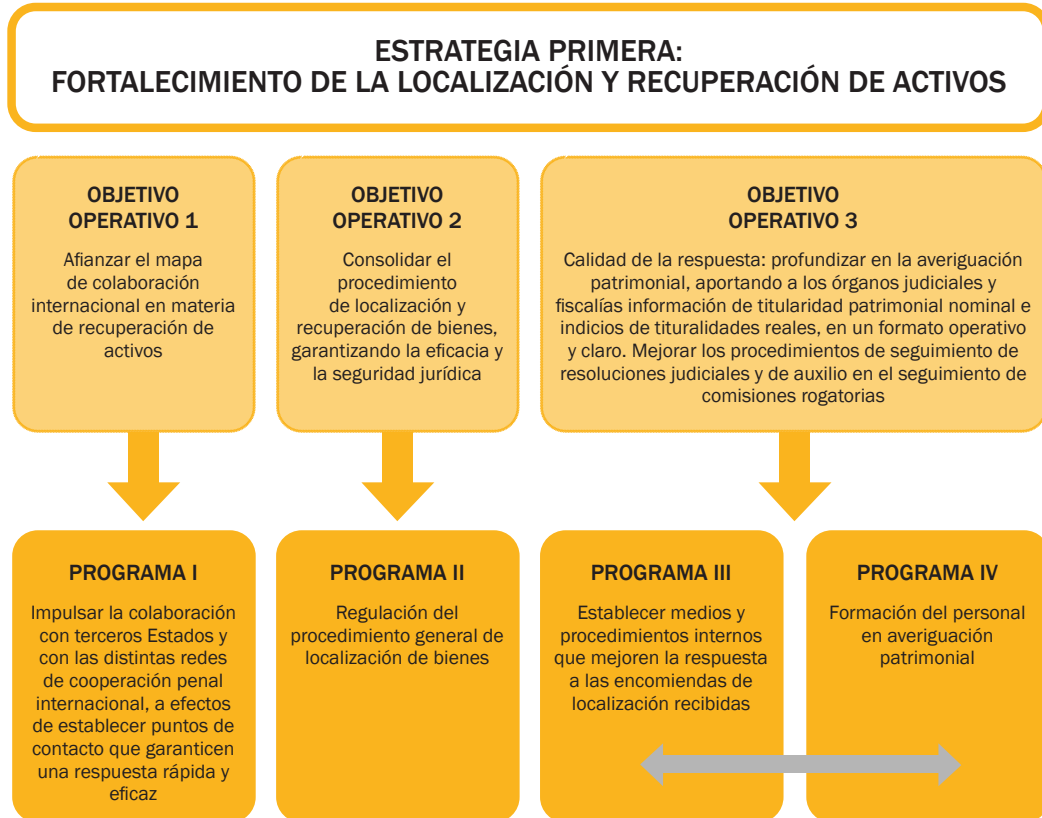 ESTRATEGIA PRIMERA:
FORTALECIMIENTO DE LA LOCALIZACIÓN Y RECUPERACIÓN DE ACTIVOS
OBJETIVO
OPERATIVO 1
Afianzar el mapa
de colaboración
internacional en materia
de recuperación de
activos
OBJETIVO
OPERATIVO 2
Consolidar el
procedimiento
de localización y
recuperación de bienes,
garantizando la eficacia y
la seguridad jurídica
OBJETIVO
OPERATIVO 3
Calidad de la respuesta: profundizar en la averiguación
patrimonial, aportando a los órganos judiciales y
fiscalías información de titularidad patrimonial nominal e
indicios de tituralidades reales, en un formato operativo
y claro. Mejorar los procedimientos de seguimiento de
resoluciones judiciales y de auxilio en el seguimiento de
comisiones rogatorias
PROGRAMA I
Impulsar la colaboración
con terceros Estados y
con las distintas redes
de cooperación penal
internacional, a efectos
de establecer puntos de
contacto que garanticen
una respuesta rápida y
eficaz
PROGRAMA II
Regulación del
procedimiento general de
localización de bienes
PROGRAMA III
Establecer medios y
procedimientos internos
que mejoren la respuesta
a las encomiendas de
localización recibidas
PROGRAMA IV
Formación del personal
en averiguación
patrimonial